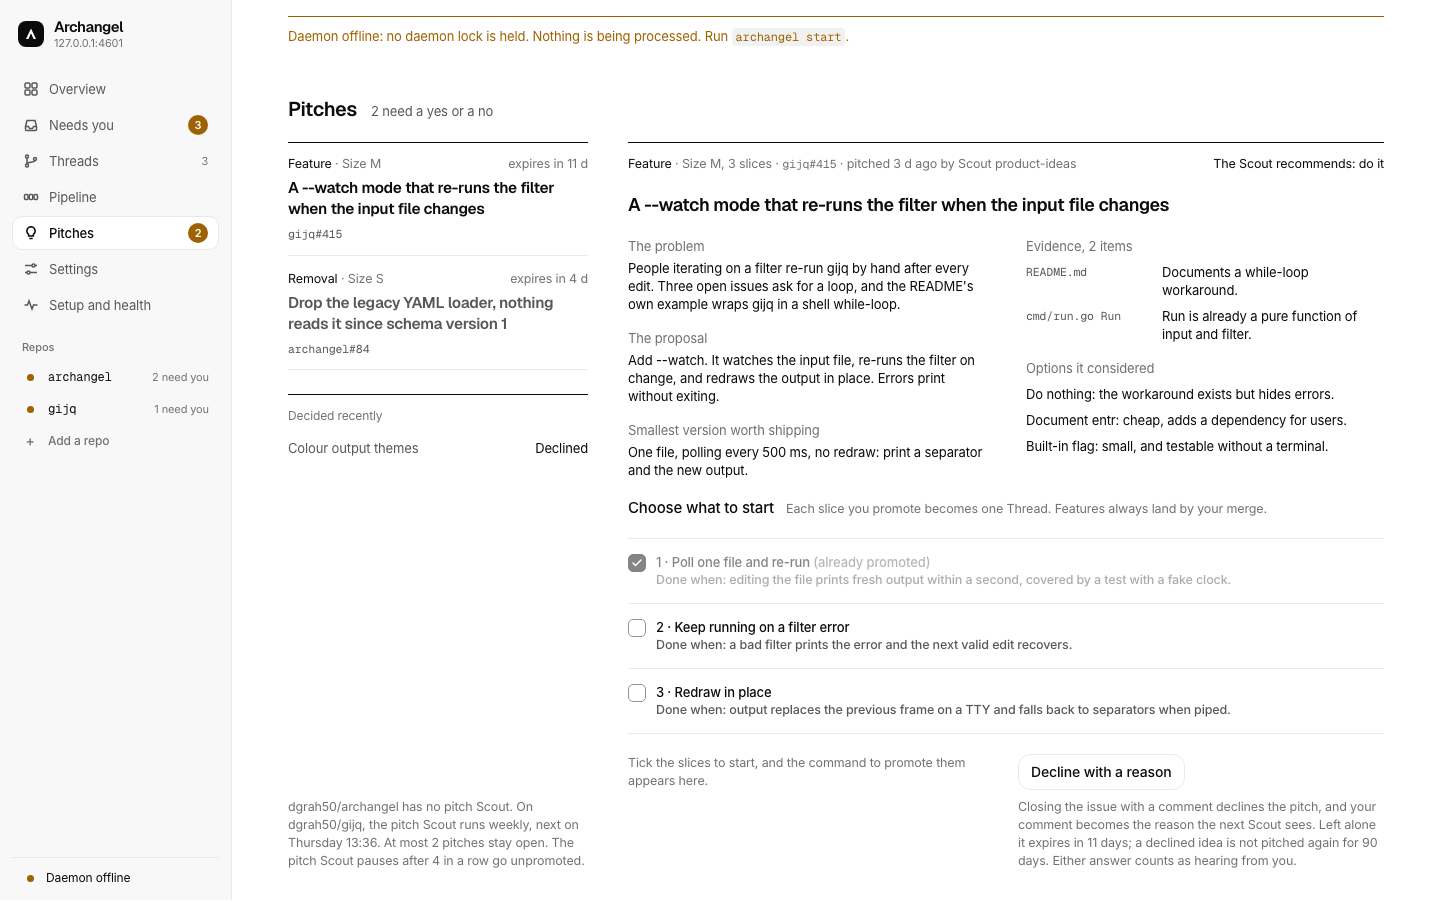 Archangel
127.0.0.1:4601
Overview
Needs you 3
Threads 3
Pipeline
Pitches 2
Settings
Setup and health
Repos
archangel 2 need you
gijq 1 need you
+ Add a repo
Daemon offline
Daemon offline: no daemon lock is held. Nothing is being processed. Run archangel start.
Pitches 2 need a yes or a no
Feature · Size M expires in 11 d
A --watch mode that re-runs the filter
when the input file changes
gijq#415
Removal · Size S expires in 4 d
Drop the legacy YAML loader, nothing
reads it since schema version 1
archangel#84
Decided recently
Colour output themes Declined
dgrah50/archangel has no pitch Scout. On
dgrah50/gijq, the pitch Scout runs weekly, next on
Thursday 13:36. At most 2 pitches stay open. The
pitch Scout pauses after 4 in a row go unpromoted.
Feature · Size M, 3 slices · gijq#415 · pitched 3 d ago by Scout product-ideas The Scout recommends: do it
A --watch mode that re-runs the filter when the input file changes
The problem
People iterating on a filter re-run gijq by hand after every
edit. Three open issues ask for a loop, and the README's
own example wraps gijq in a shell while-loop.
The proposal
Add --watch. It watches the input file, re-runs the filter on
change, and redraws the output in place. Errors print
without exiting.
Smallest version worth shipping
One file, polling every 500 ms, no redraw: print a separator
and the new output.
Evidence, 2 items
README.md Documents a while-loop
workaround.
cmd/run.go Run Run is already a pure function of
input and filter.
Options it considered
Do nothing: the workaround exists but hides errors.
Document entr: cheap, adds a dependency for users.
Built-in flag: small, and testable without a terminal.
Choose what to start Each slice you promote becomes one Thread. Features always land by your merge.
1 · Poll one file and re-run (already promoted)
Done when: editing the file prints fresh output within a second, covered by a test with a fake clock.
2 · Keep running on a filter error
Done when: a bad filter prints the error and the next valid edit recovers.
3 · Redraw in place
Done when: output replaces the previous frame on a TTY and falls back to separators when piped.
Tick the slices to start, and the command to promote them
appears here.
Decline with a reason
Closing the issue with a comment declines the pitch, and your
comment becomes the reason the next Scout sees. Left alone
it expires in 11 days; a declined idea is not pitched again for 90
days. Either answer counts as hearing from you.